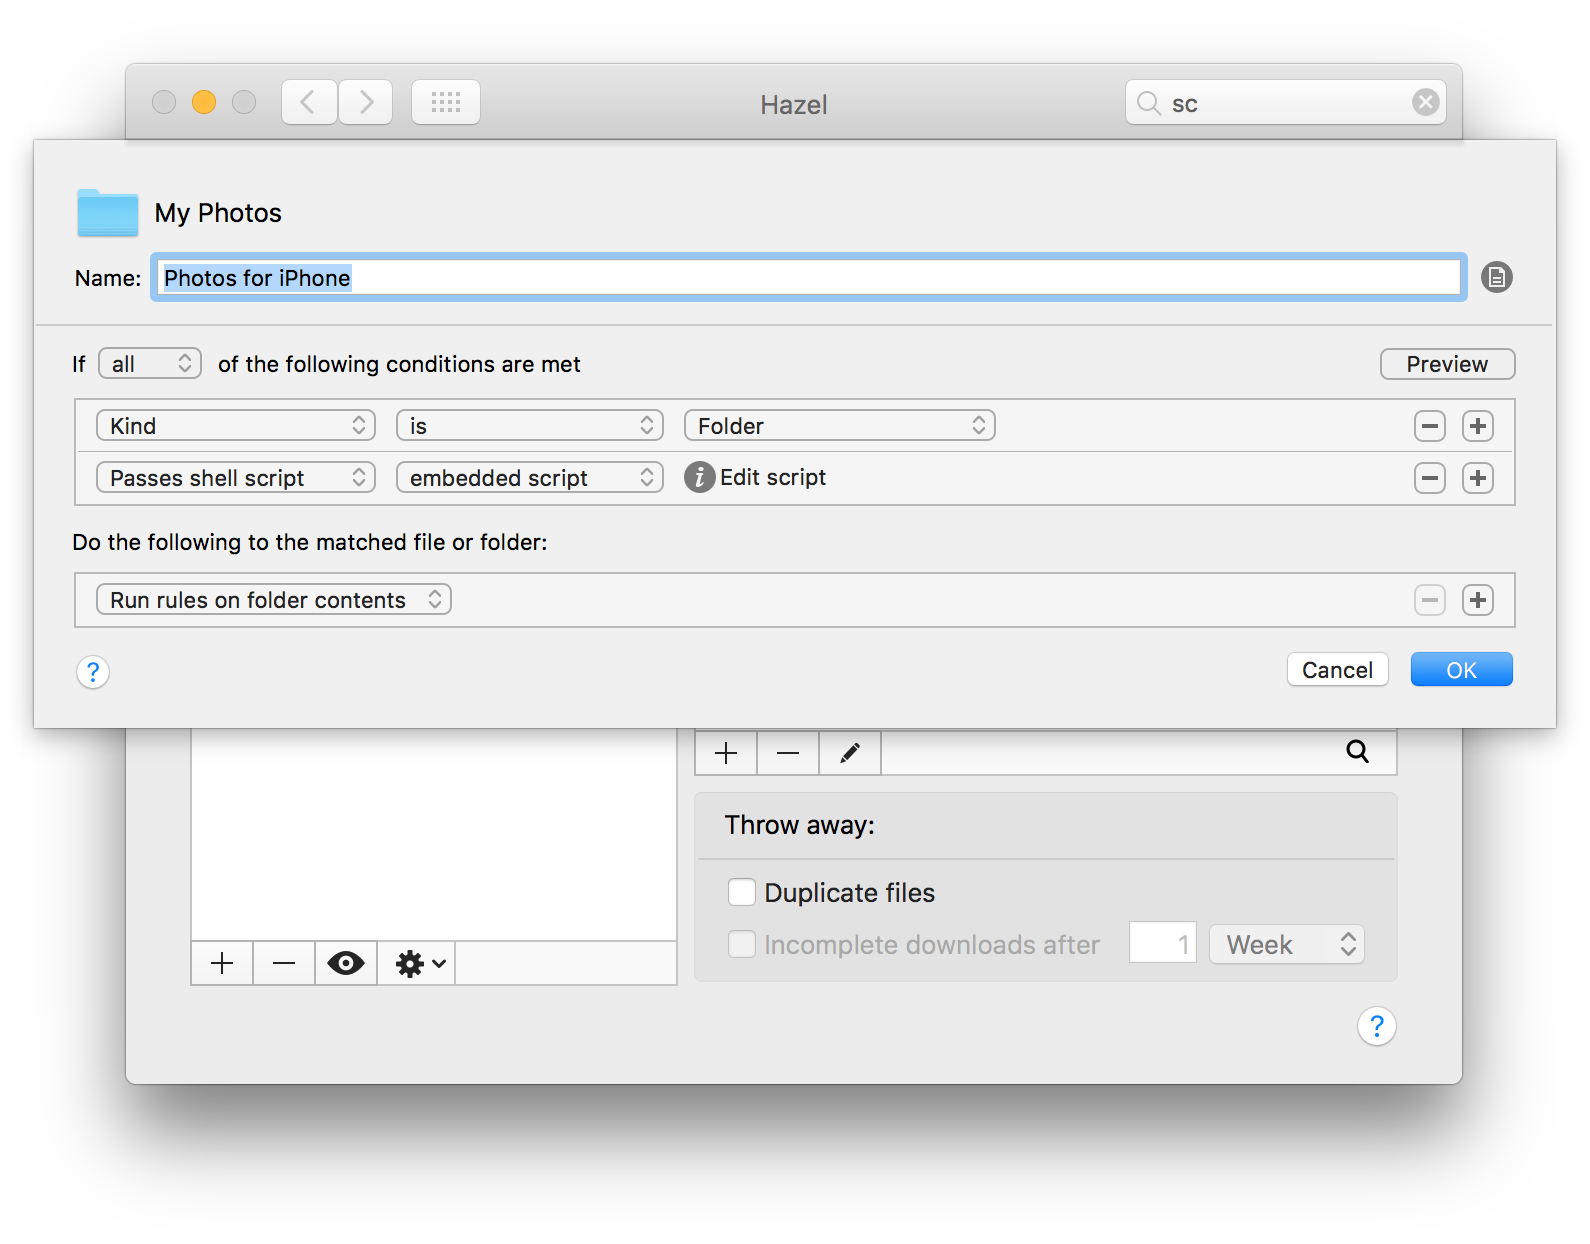 Hazel
sc
My Photos
Name: Photos for iPhone
If all of the following conditions are met
Preview
Kind is Folder
Passes shell script embedded script Edit script
Do the following to the matched file or folder:
Run rules on folder contents
? Cancel OK
Throw away:
Duplicate files
Incomplete downloads after 1 Week
?